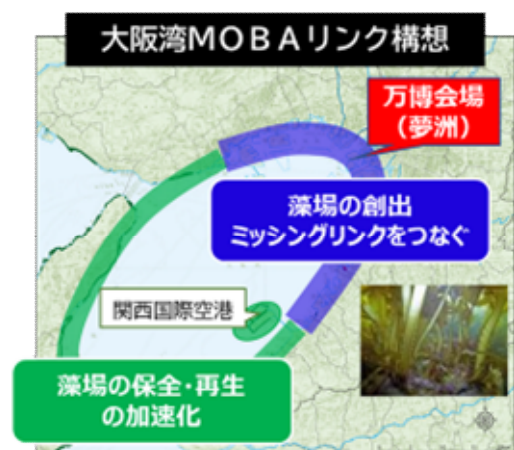 大阪湾MOBAリンク構想
万博会場
(夢洲)
藻場の創出
ミッシングリンクをつなぐ
関西国際空港
藻場の保全・再生
の加速化